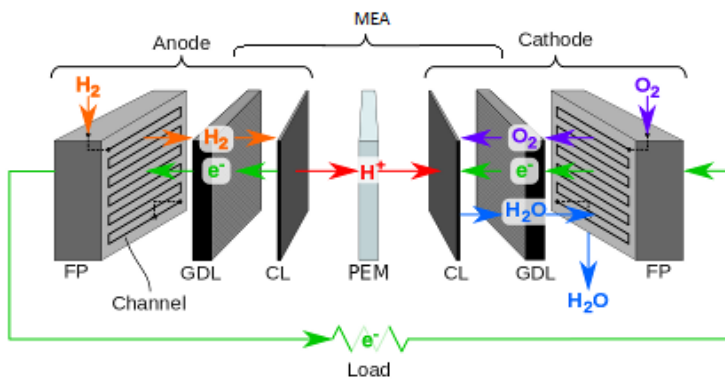 MEA
Anode
Cathode
H2
O2
H2
H+
O2
e-
e-
H2O
FP
GDL
CL
PEM
CL
GDL
FP
Channel
H2O
e-
Load